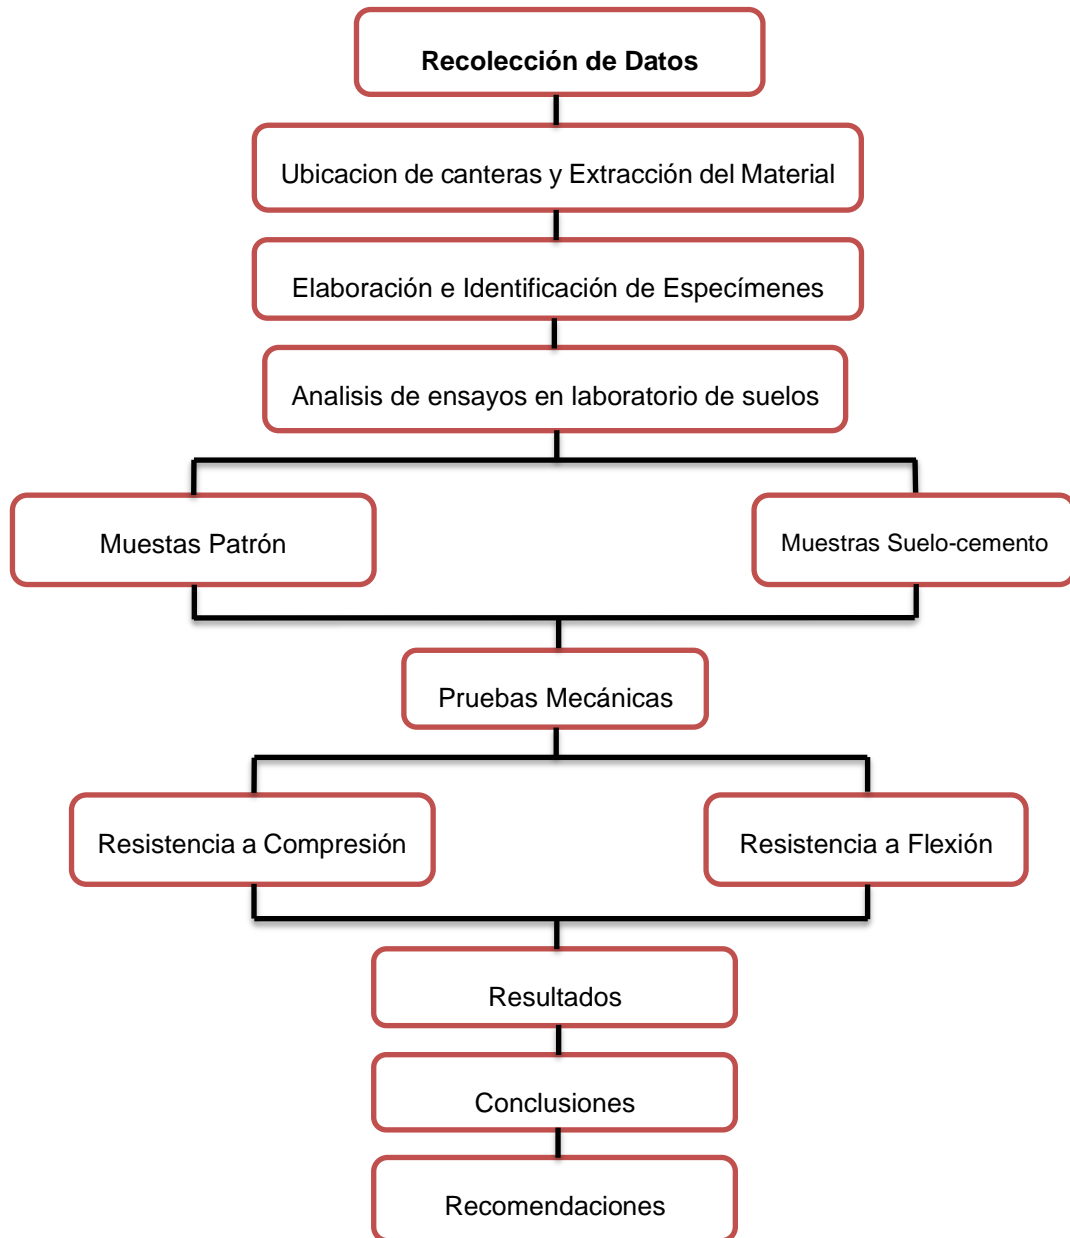 Recolección de Datos
Ubicacion de canteras y Extracción del Material
Elaboración e Identificación de Especímenes
Analisis de ensayos en laboratorio de suelos
Muestas Patrón
Muestras Suelo-cemento
Pruebas Mecánicas
Resistencia a Compresión
Resistencia a Flexión
Resultados
Conclusiones
Recomendaciones